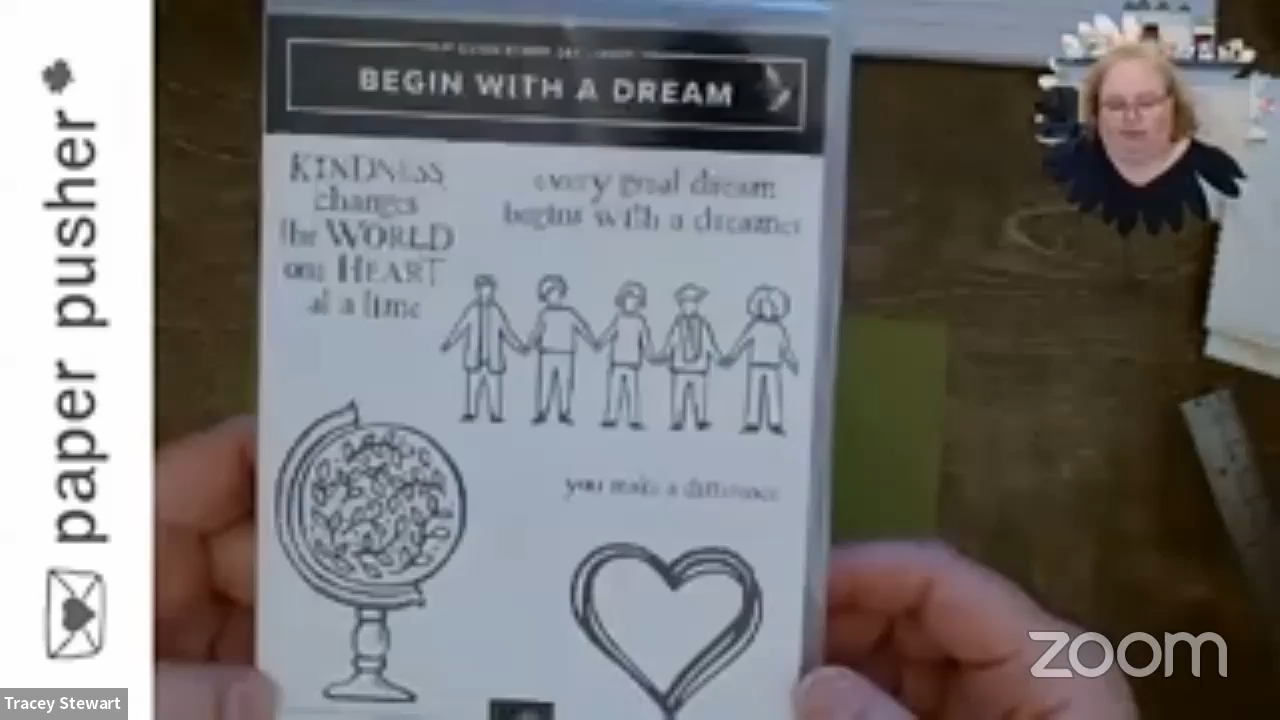 paper pusher
BEGIN WITH A DREAM
KINDNESS
changes
the WORLD
one HEART
at a time
every great dream
begins with a dreamer
you make a difference
zoom
Tracey Stewart